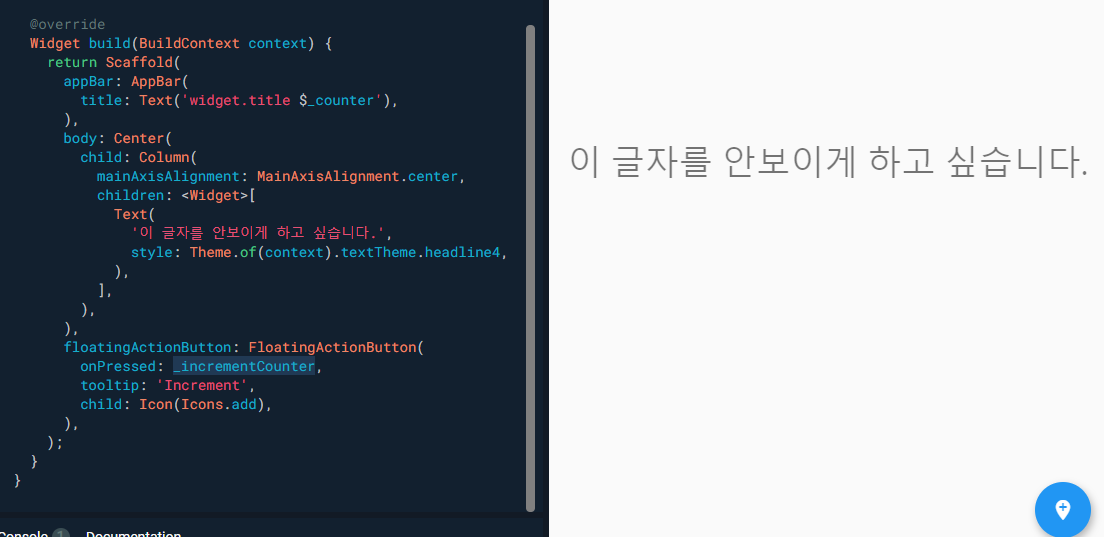 @override
Widget build(BuildContext context) {
return Scaffold(
appBar: AppBar(
title: Text('widget.title $_counter'),
),
body: Center(
child: Column(
mainAxisAlignment: MainAxisAlignment.center,
children: <Widget>[
Text(
'이 글자를 안보이게 하고 싶습니다.',
style: Theme.of(context).textTheme.headline4,
),
],
),
),
floatingActionButton: FloatingActionButton(
onPressed: _incrementCounter,
tooltip: 'Increment',
child: Icon(Icons.add),
),
);
}
}
Console 1 Documentation
이 글자를 안보이게 하고 싶습니다.